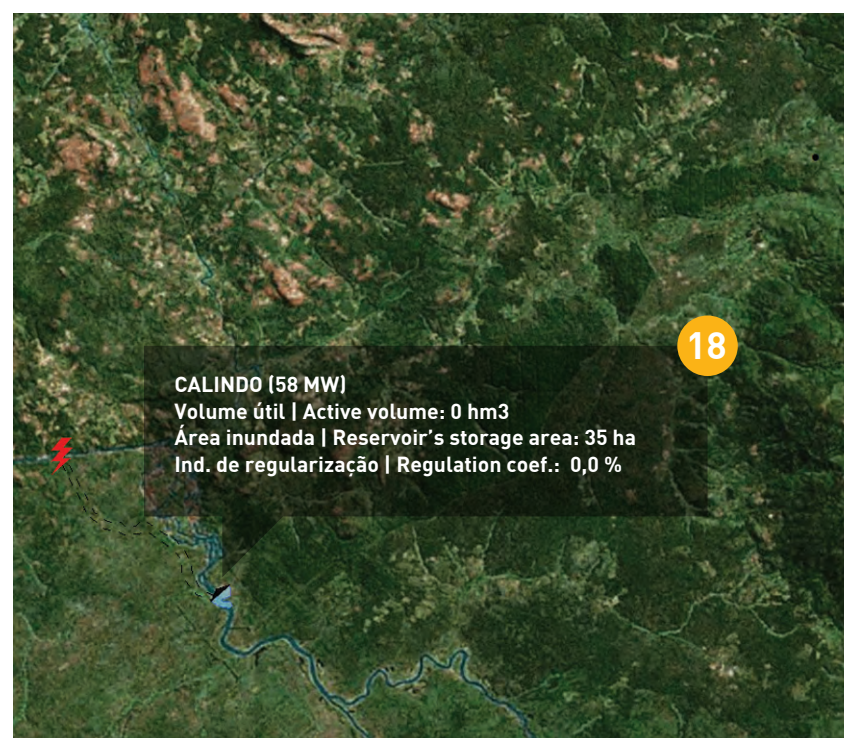 18
CALINDO (58 MW)
Volume útil | Active volume: 0 hm3
Área inundada | Reservoir’s storage area: 35 ha
Ind. de regularização | Regulation coef.:  0,0 %